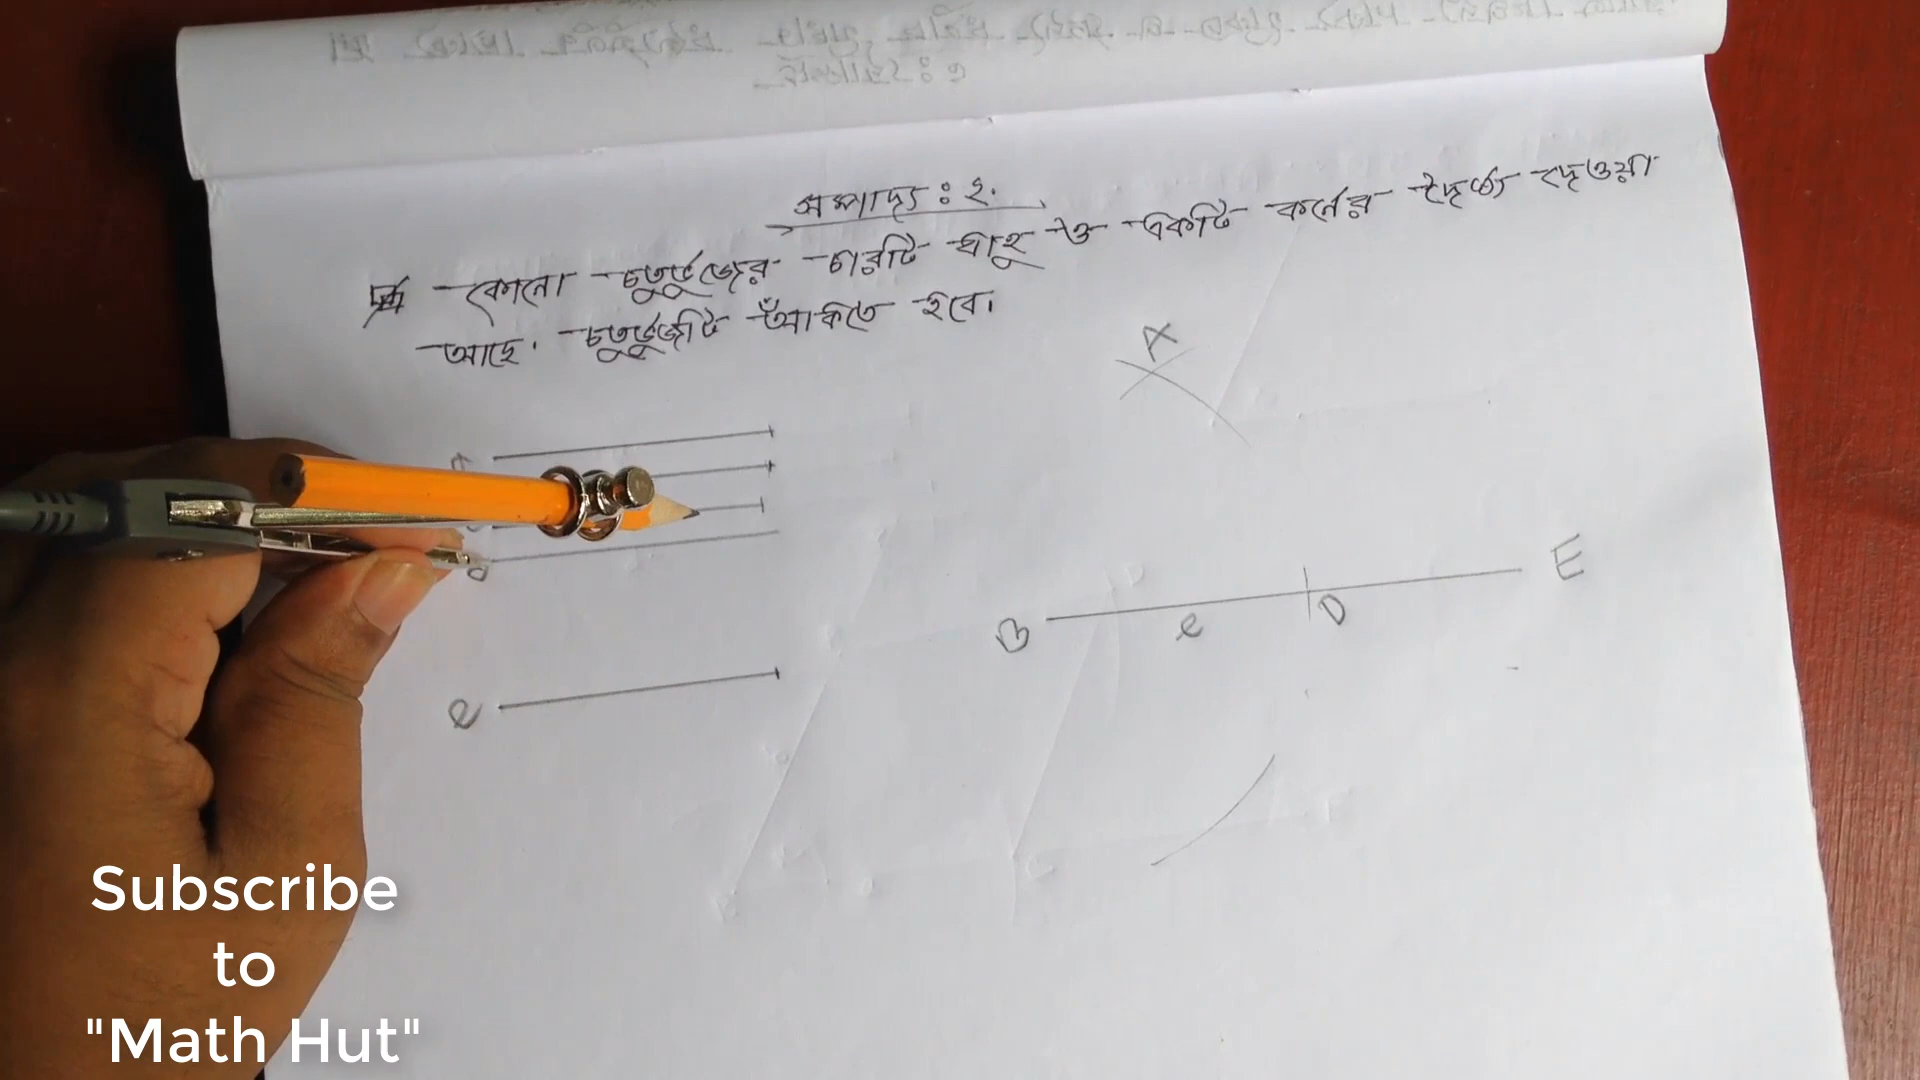 সম্পাদ্য : ২.
কোনো চতুর্ভুজের চারটি বাহু ও একটি কর্ণের দৈর্ঘ্য দেওয়া
আছে. চতুর্ভুজটি আঁকতে হবে।
A
d
e
B
e
D
E
Subscribe
to
"Math Hut"